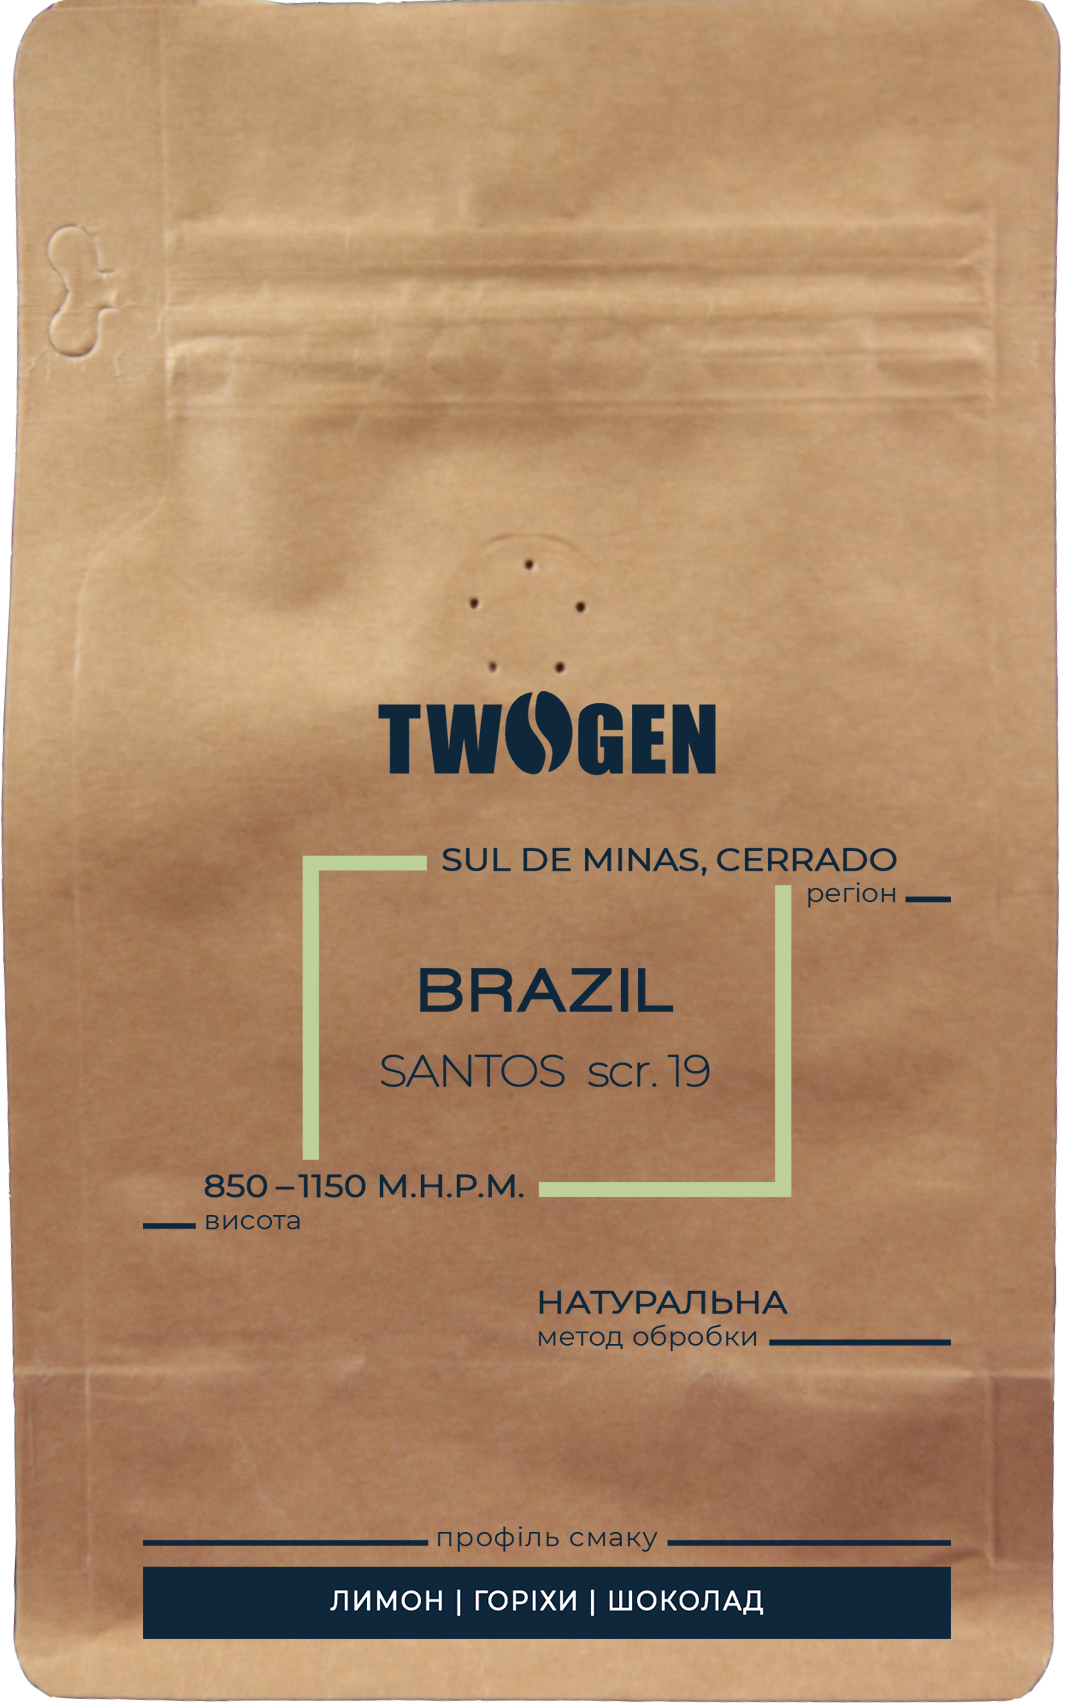 TWOGEN
SUL DE MINAS, CERRADO
регіон
BRAZIL
SANTOS scr. 19
850–1150 М.Н.Р.М.
висота
НАТУРАЛЬНА
метод обробки
профіль смаку
ЛИМОН | ГОРІХИ | ШОКОЛАД